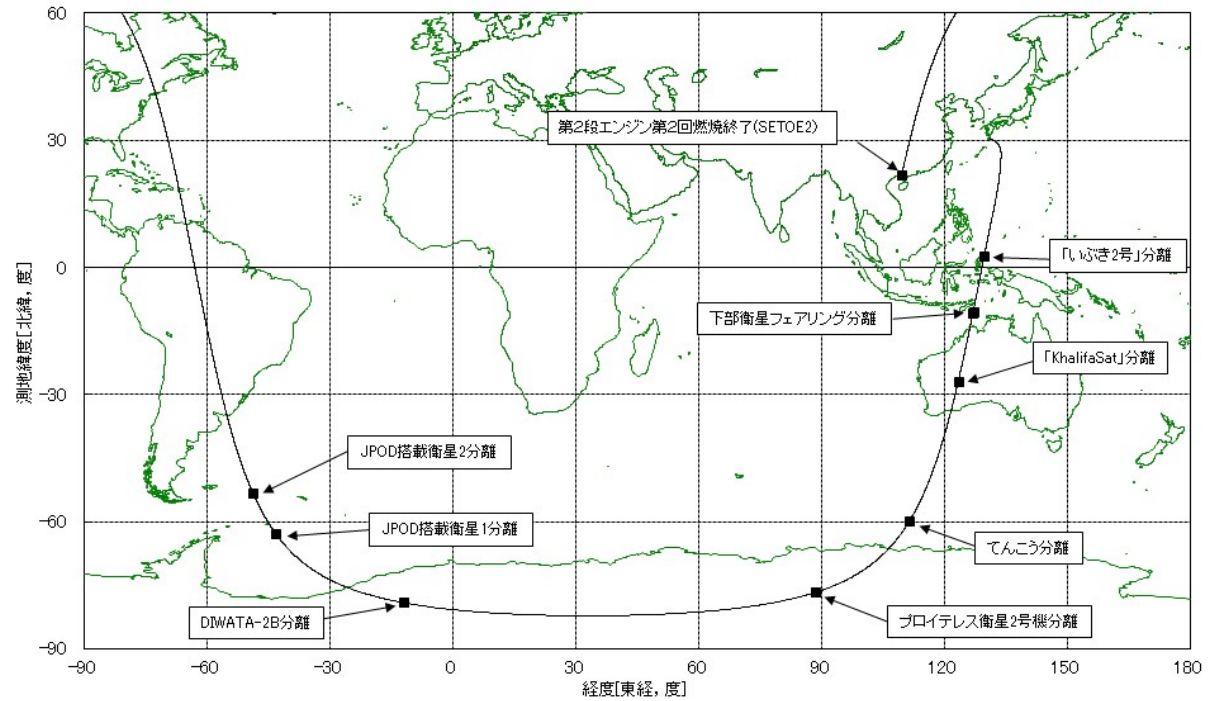 60
第2段エンジン第2回燃焼終了(SETOE2)
30
「いぶき2号」分離
0
下部衛星フェアリング分離
「KhalifaSat」分離
測地緯度[北緯, 度]
-30
JPOD搭載衛星2分離
JPOD搭載衛星1分離
-60
てんこう分離
DIWATA-2B分離
プロイテレス衛星2号機分離
-90
-90 -60 -30 0 30 60 90 120 150 180
経度[東経, 度]